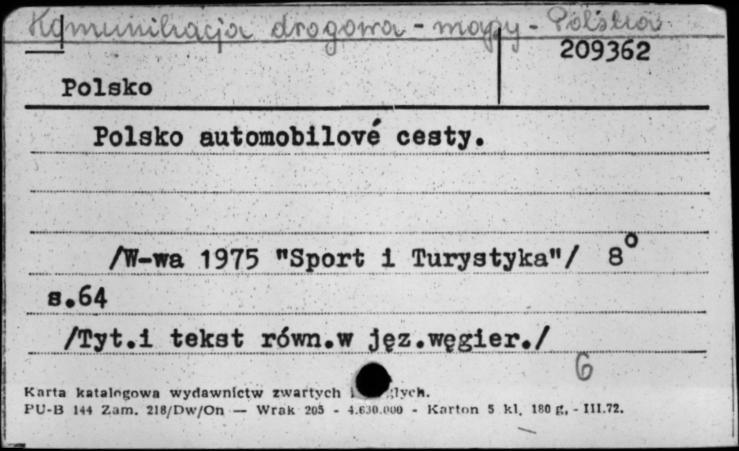 Komunikacja drogowa - mapy - Polska
209362
Polsko
Polsko automobilové cesty.
/W-wa 1975 "Sport i Turystyka"/ 8°
s.64
/Tyt.i tekst równ.w jęz.węgier./
6
Karta katalogowa wydawnictw zwartych
PU-B 144 Zam. 218/Dw/On — Wrak 205 - 4.630.000 - Karton 5 kl. 180 g, - III.72.